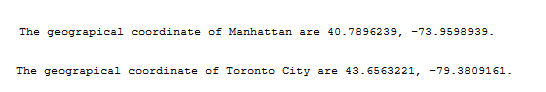 The geograpical coordinate of Manhattan are 40.7896239, -73.9598939.
The geograpical coordinate of Toronto City are 43.6563221, -79.3809161.